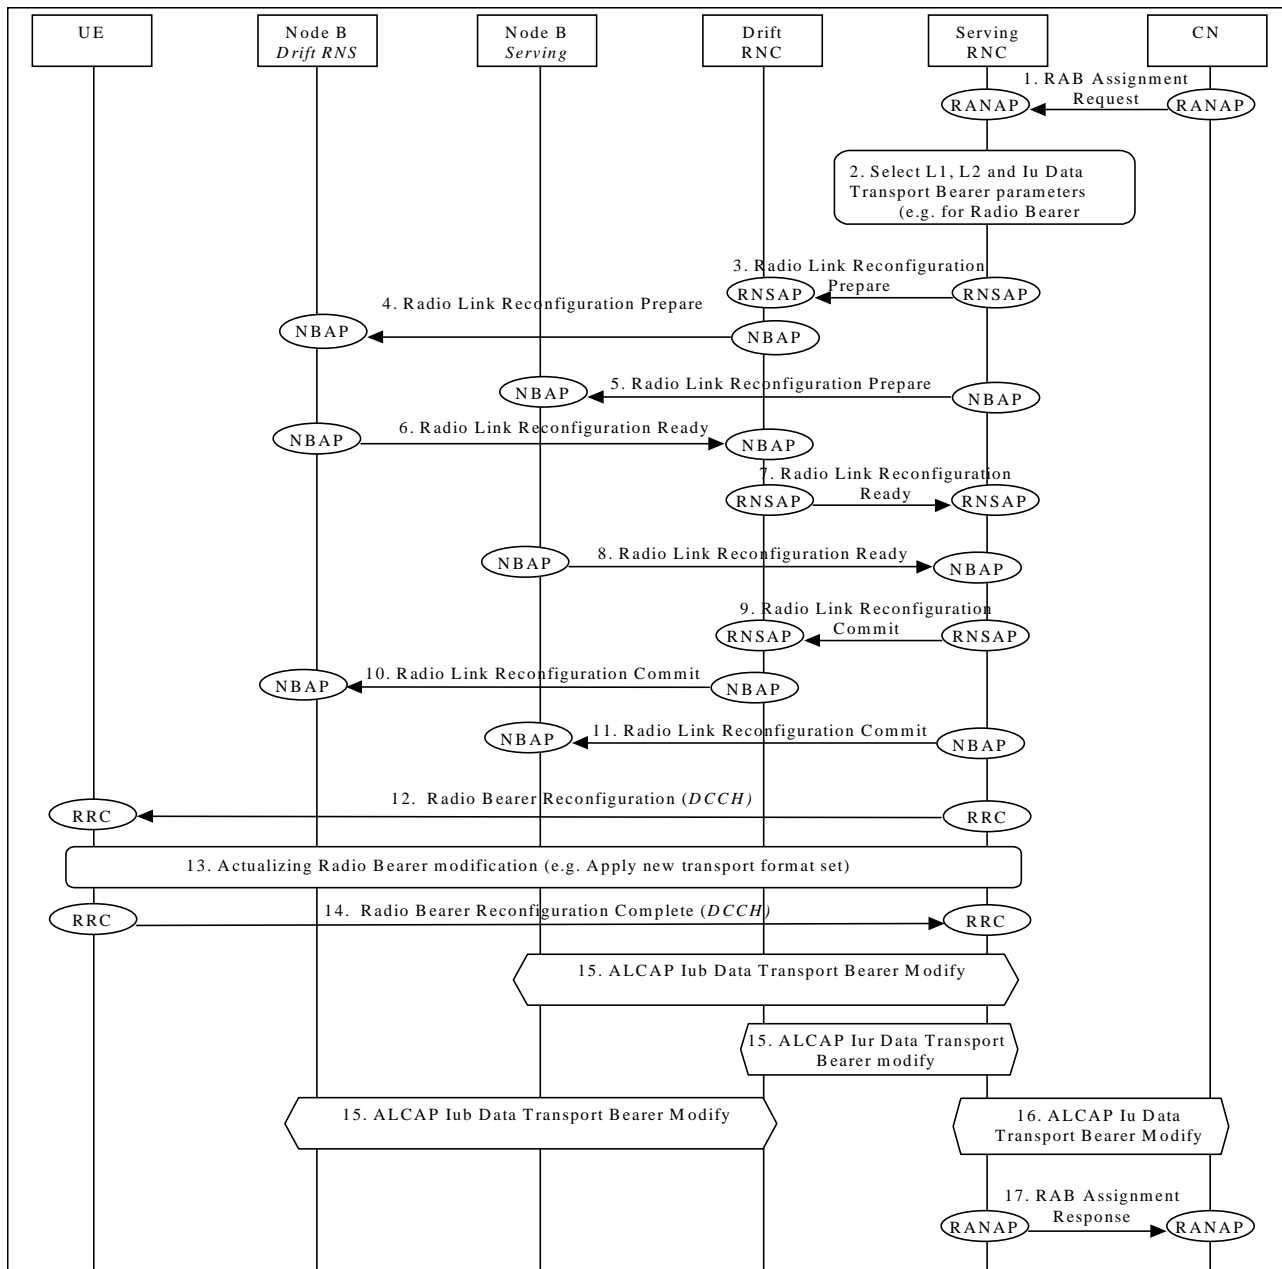 UE
Node B
Drift RNS
Node B
Serving
Drift
RNC
Serving
RNC
CN
1. RAB Assignment
Request
RANAP
RANAP
2. Select L1, L2 and Iu Data
Transport Bearer parameters
(e.g. for Radio Bearer
3. Radio Link Reconfiguration
Prepare
RNSAP
RNSAP
4. Radio Link Reconfiguration Prepare
NBAP
NBAP
5. Radio Link Reconfiguration Prepare
NBAP
NBAP
6. Radio Link Reconfiguration Ready
NBAP
NBAP
7. Radio Link Reconfiguration
Ready
RNSAP
RNSAP
8. Radio Link Reconfiguration Ready
NBAP
NBAP
9. Radio Link Reconfiguration
Commit
RNSAP
RNSAP
10. Radio Link Reconfiguration Commit
NBAP
NBAP
11. Radio Link Reconfiguration Commit
NBAP
NBAP
12. Radio Bearer Reconfiguration (DCCH)
RRC
RRC
13. Actualizing Radio Bearer modification (e.g. Apply new transport format set)
14. Radio Bearer Reconfiguration Complete (DCCH)
RRC
RRC
15. ALCAP Iub Data Transport Bearer Modify
15. ALCAP Iur Data Transport
Bearer modify
15. ALCAP Iub Data Transport Bearer Modify
16. ALCAP Iu Data
Transport Bearer Modify
17. RAB Assignment
Response
RANAP
RANAP